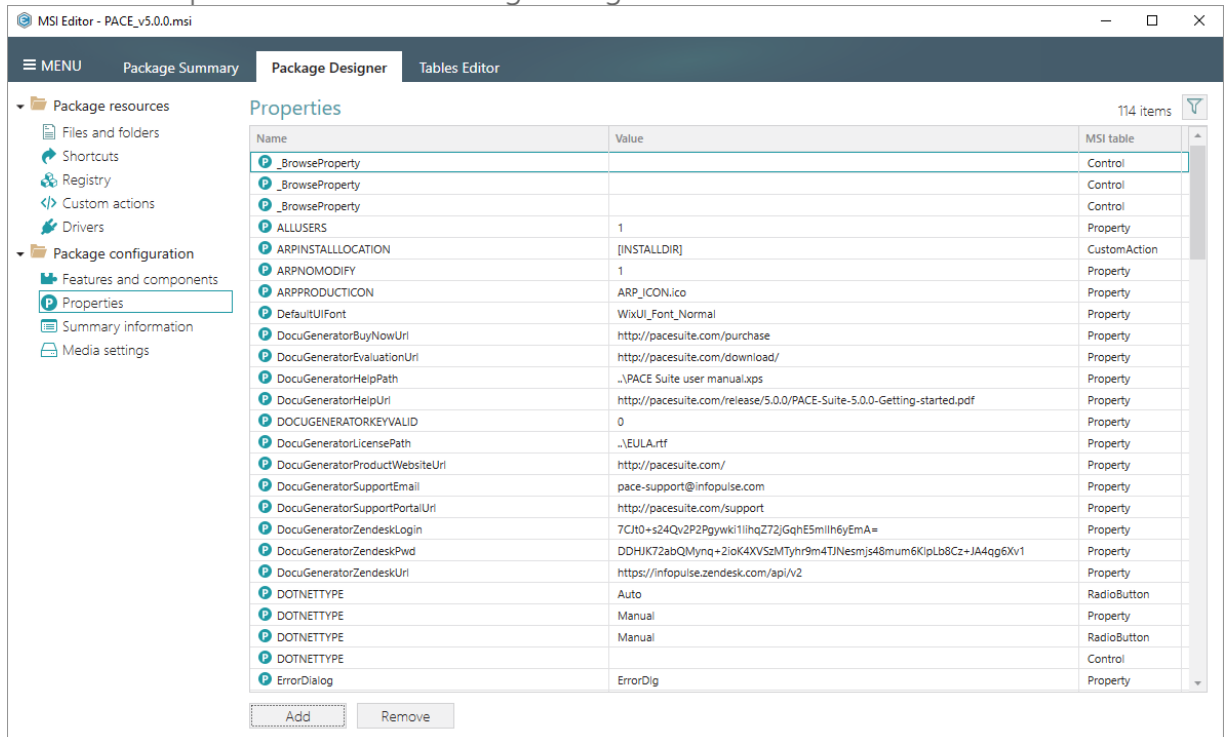 MSI Editor - PACE_v5.0.0.msi
MENU Package Summary Package Designer Tables Editor
Package resources
Files and folders
Shortcuts
Registry
Custom actions
Drivers
Package configuration
Features and components
Properties
Summary information
Media settings
Properties 114 items
Name Value MSI table
_BrowseProperty Control
_BrowseProperty Control
_BrowseProperty Control
ALLUSERS 1 Property
ARPINSTALLLOCATION [INSTALLDIR] CustomAction
ARPNOMODIFY 1 Property
ARPPRODUCTICON ARP_ICON.ico Property
DefaultUIFont WixUI_Font_Normal Property
DocuGeneratorBuyNowUrl http://pacesuite.com/purchase Property
DocuGeneratorEvaluationUrl http://pacesuite.com/download/ Property
DocuGeneratorHelpPath ..\PACE Suite user manual.xps Property
DocuGeneratorHelpUrl http://pacesuite.com/release/5.0.0/PACE-Suite-5.0.0-Getting-started.pdf Property
DOCUGENERATORKEYVALID 0 Property
DocuGeneratorLicensePath ..\EULA.rtf Property
DocuGeneratorProductWebsiteUrl http://pacesuite.com/ Property
DocuGeneratorSupportEmail pace-support@infopulse.com Property
DocuGeneratorSupportPortalUrl http://pacesuite.com/support Property
DocuGeneratorZendeskLogin Property
DocuGeneratorZendeskPwd Property
DocuGeneratorZendeskUrl https://infopulse.zendesk.com/api/v2 Property
DOTNETTYPE Auto RadioButton
DOTNETTYPE Manual Property
DOTNETTYPE Manual RadioButton
DOTNETTYPE Control
ErrorDialog ErrorDlg Property
Add Remove